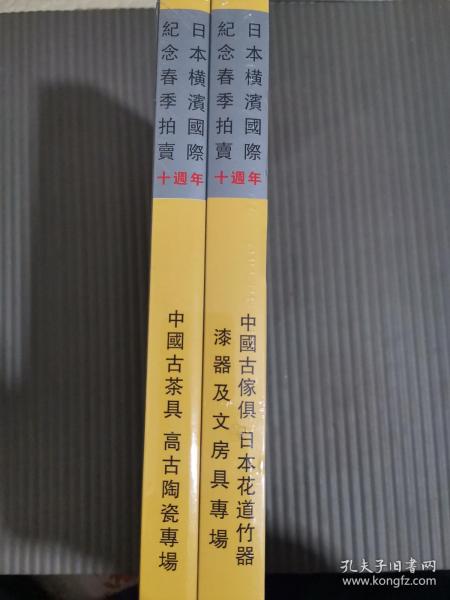 日本橫濱國際
紀念春季拍賣
十週年
中國古茶具 高古陶瓷專場
日本橫濱國際
紀念春季拍賣
十週年
中國古傢俱 日本花道竹器
漆器及文房具專場
孔夫子旧书网
www.kongfz.com